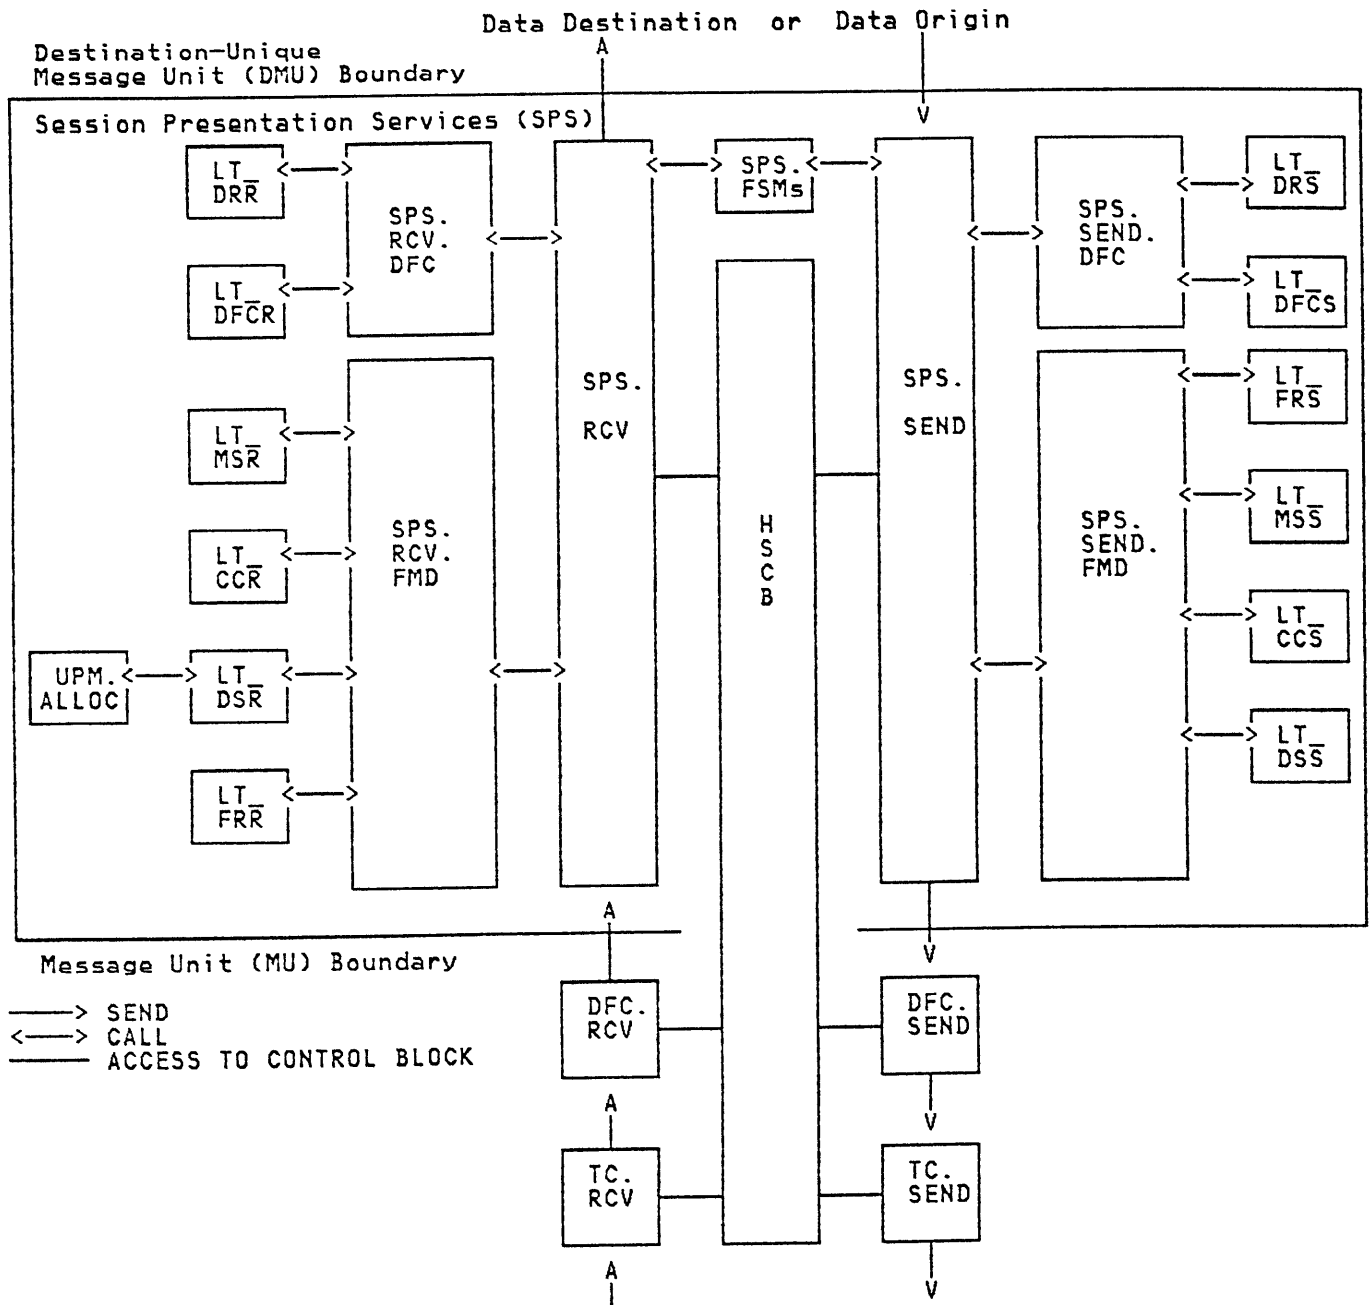 Data Destination or Data Origin
Destination-Unique
Message Unit (DMU) Boundary
Session Presentation Services (SPS)
LT_
DRR
LT_
DFCR
SPS.
RCV.
DFC
LT_
MSR
LT_
CCR
UPM.
ALLOC
LT_
DSR
LT_
FRR
SPS.
RCV.
FMD
SPS.
RCV
SPS.
FSMs
H
S
C
B
SPS.
SEND
SPS.
SEND.
DFC
LT_
DRS
LT_
DFCS
SPS.
SEND.
FMD
LT_
FRS
LT_
MSS
LT_
CCS
LT_
DSS
Message Unit (MU) Boundary
SEND
CALL
ACCESS TO CONTROL BLOCK
DFC.
RCV
DFC.
SEND
TC.
RCV
TC.
SEND